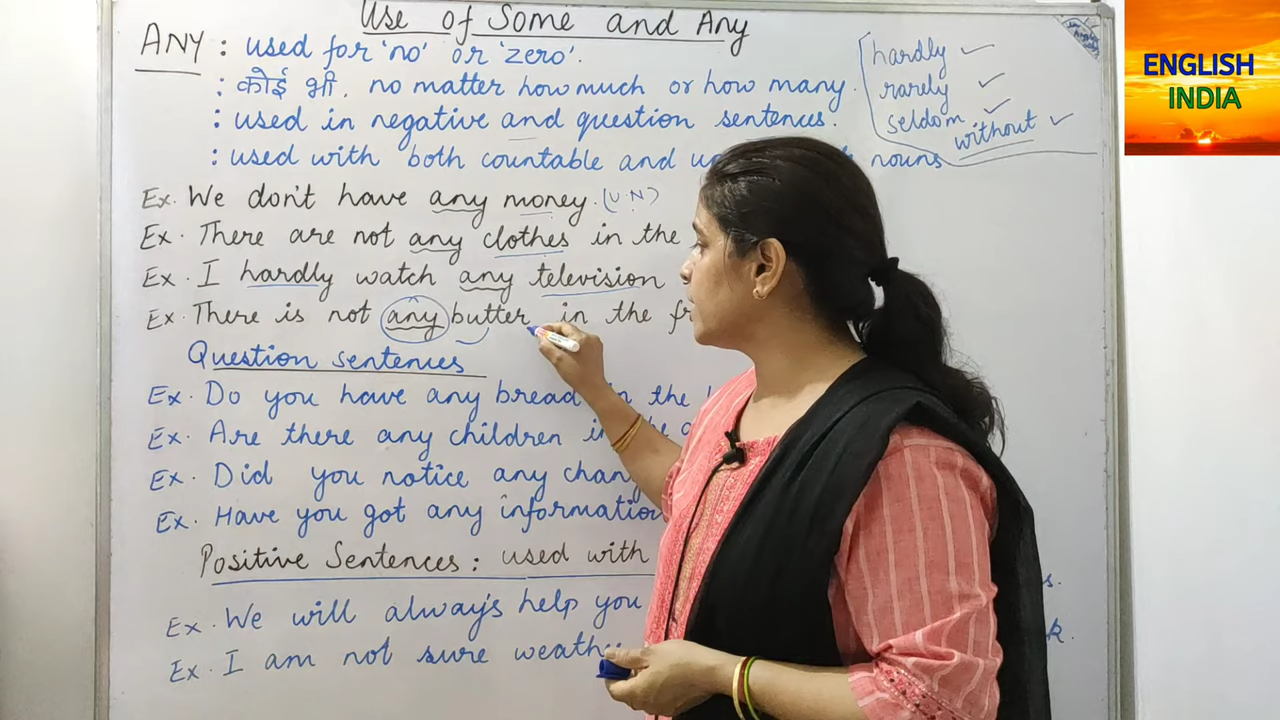 Use of Some and Any
ANY : used for 'no' or 'zero'.
: कोई भी, no matter how much or how many.
: used in negative and question sentences.
: used with both countable and nouns
hardly
rarely
seldom
without
Ex. We don't have any money. (U.N)
Ex. There are not any clothes in the
Ex. I hardly watch any television
Ex. There is not any butter in the
Question sentences
Ex. Do you have any bread in the
Ex. Are there any children
Ex. Did you notice any
Ex. Have you got any information
Positive Sentences : used with
Ex. We will always help you
Ex. I am not sure
ENGLISH
INDIA